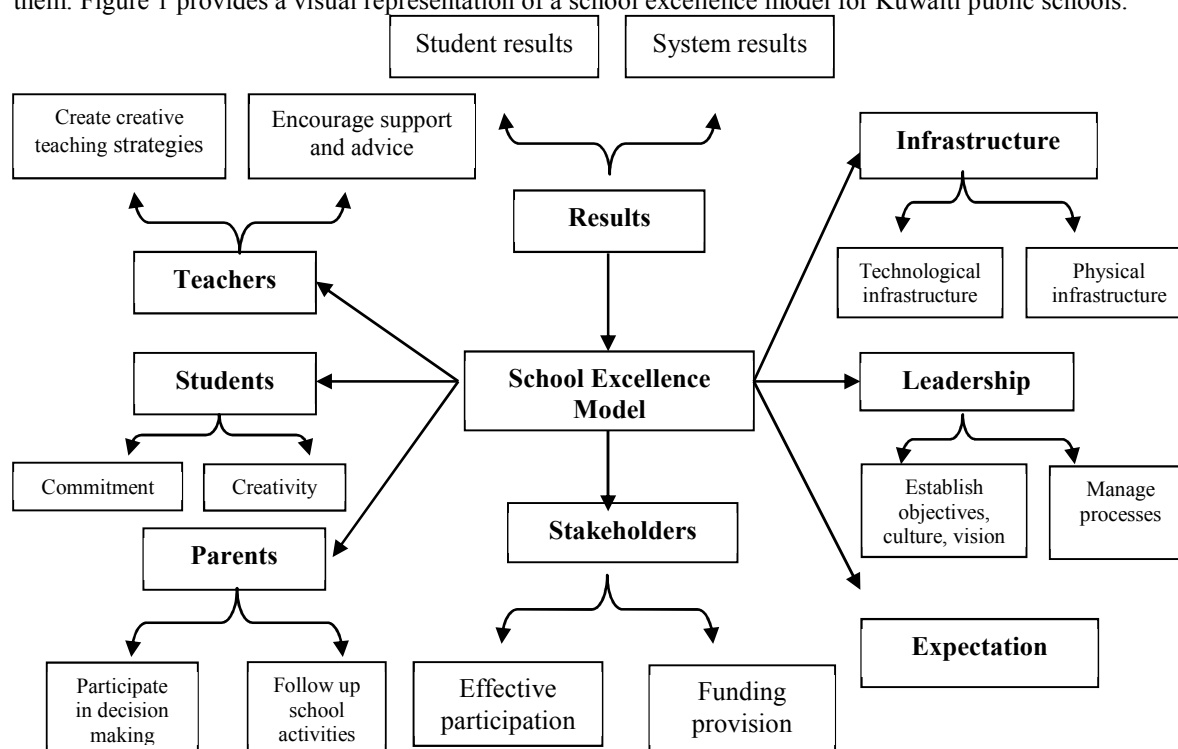 them. Figure 1 provides a visual representation of a school excellence model for Kuwaiti public schools.
Student results
System results
Create creative
teaching strategies
Encourage support
and advice
Infrastructure
Results
Technological
infrastructure
Physical
infrastructure
Teachers
Students
School Excellence
Model
Leadership
Commitment
Creativity
Establish
objectives,
culture, vision
Manage
processes
Stakeholders
Parents
Expectation
Participate
in decision
making
Follow up
school
activities
Effective
participation
Funding
provision